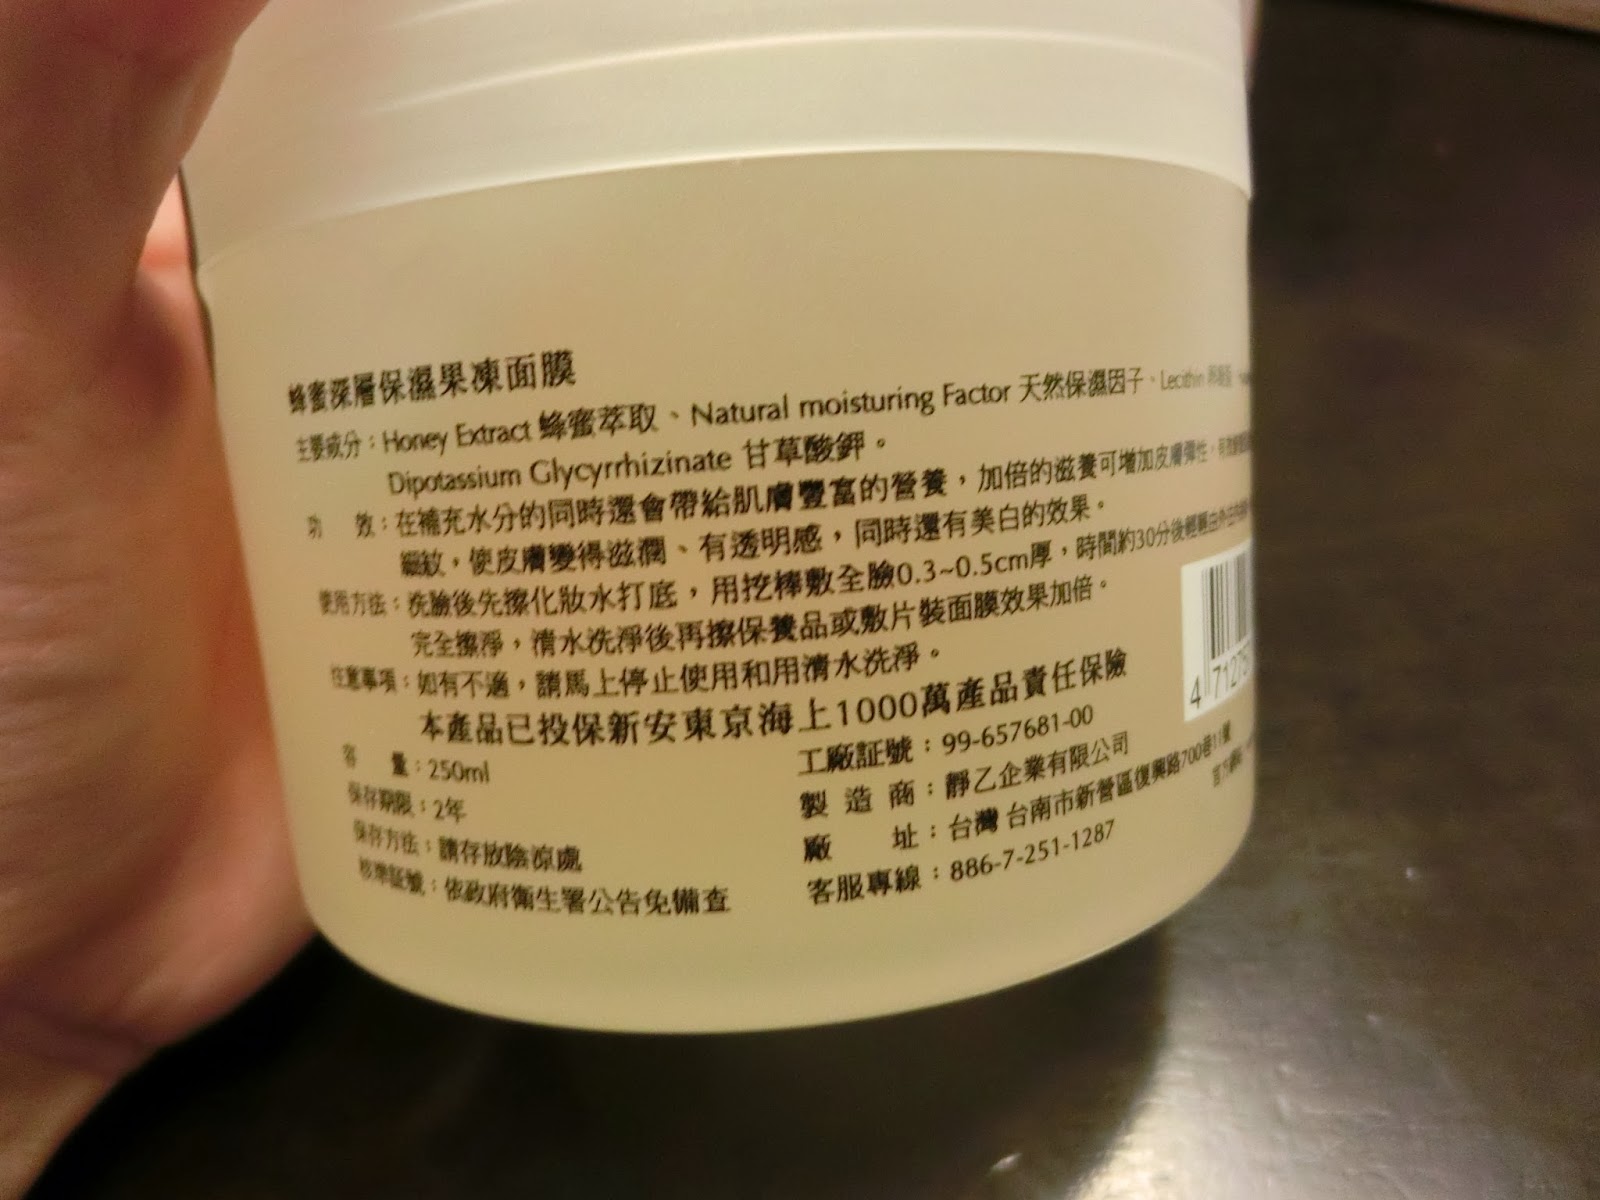 蜂蜜深層保濕果凍面膜
主要成分：Honey Extract 蜂蜜萃取、Natural moisturing Factor 天然保濕因子、Lecithin
Dipotassium Glycyrrhizinate 甘草酸鉀。
功 效：在補充水分的同時還會帶給肌膚豐富的營養，加倍的滋養可增加皮膚彈性，有效
細紋，使皮膚變得滋潤、有透明感，同時還有美白的效果。
使用方法：洗臉後先擦化妝水打底，用挖棒敷全臉0.3~0.5cm厚，時間約30分後輕輕由
完全擦淨，清水洗淨後再擦保養品或敷片裝面膜效果加倍。
注意事項：如有不適，請馬上停止使用和用清水洗淨。
本產品已投保新安東京海上1000萬產品責任保險
容 量：250ml
保存期限：2年
保存方法：請存放陰涼處
核準証號：依政府衛生署公告免備查
工廠証號：99-657681-00
製 造 商：靜乙企業有限公司
廠 址：台灣 台南市新營區復興路700巷11號
客服專線：886-7-251-1287
官方網
4 71275